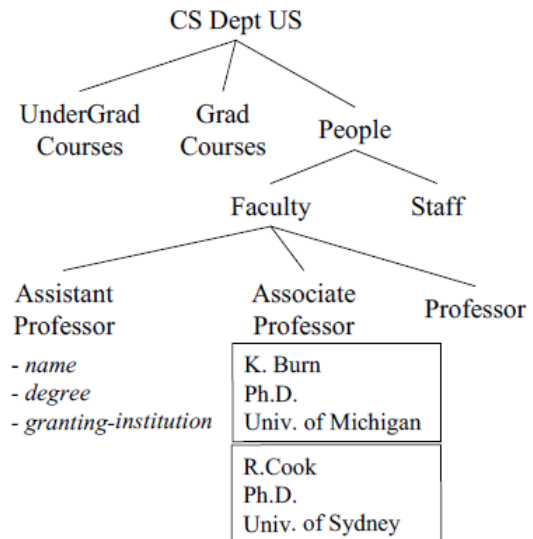 CS Dept US
UnderGrad
Courses
Grad
Courses
People
Faculty
Staff
Assistant
Professor
Associate
Professor
Professor
- name
- degree
- granting-institution
K. Burn
Ph.D.
Univ. of Michigan
R.Cook
Ph.D.
Univ. of Sydney